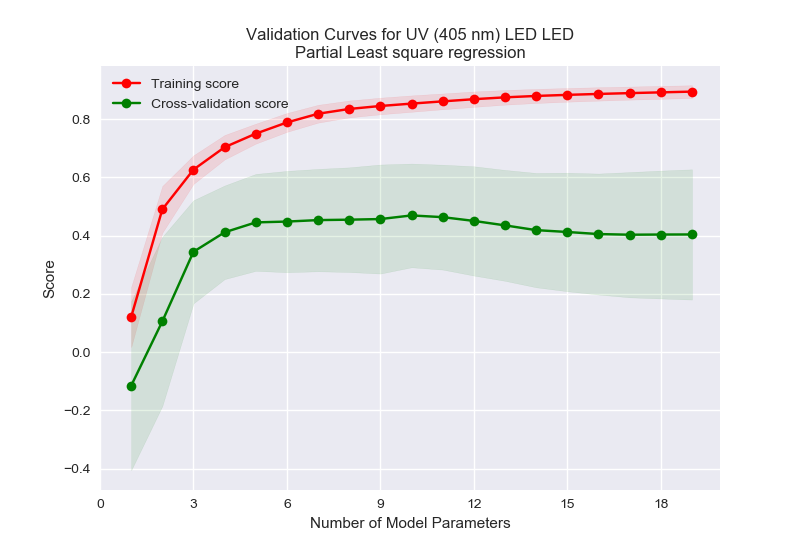 Validation Curves for UV (405 nm) LED LED
Partial Least square regression
Training score
Cross-validation score
0.8
0.6
0.4
0.2
0.0
−0.2
−0.4
Score
0 3 6 9 12 15 18
Number of Model Parameters